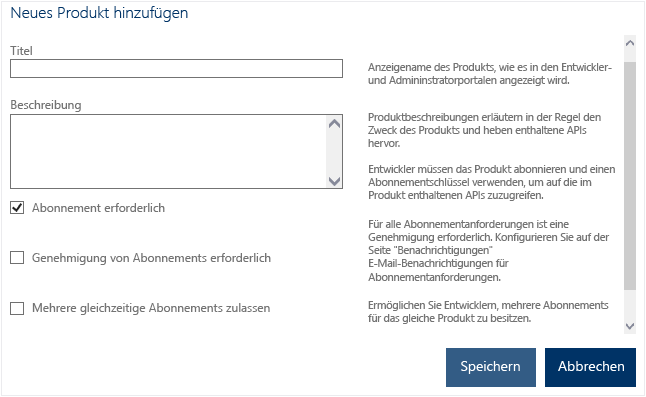 Neues Produkt hinzufügen
Titel
Anzeigename des Produkts, wie es in den Entwickler-
und Admininstratorportalen angezeigt wird.
Beschreibung
Produktbeschreibungen erläutern in der Regel den
Zweck des Produkts und heben enthaltene APIs
hervor.
Entwickler müssen das Produkt abonnieren und einen
Abonnementschlüssel verwenden, um auf die im
Produkt enthaltenen APIs zuzugreifen.
Abonnement erforderlich
Für alle Abonnementanforderungen ist eine
Genehmigung erforderlich. Konfigurieren Sie auf der
Seite "Benachrichtigungen"
E-Mail-Benachrichtigungen für
Abonnementanforderungen.
Genehmigung von Abonnements erforderlich
Mehrere gleichzeitige Abonnements zulassen
Ermöglichen Sie Entwicklern, mehrere Abonnements
für das gleiche Produkt zu besitzen.
Speichern
Abbrechen